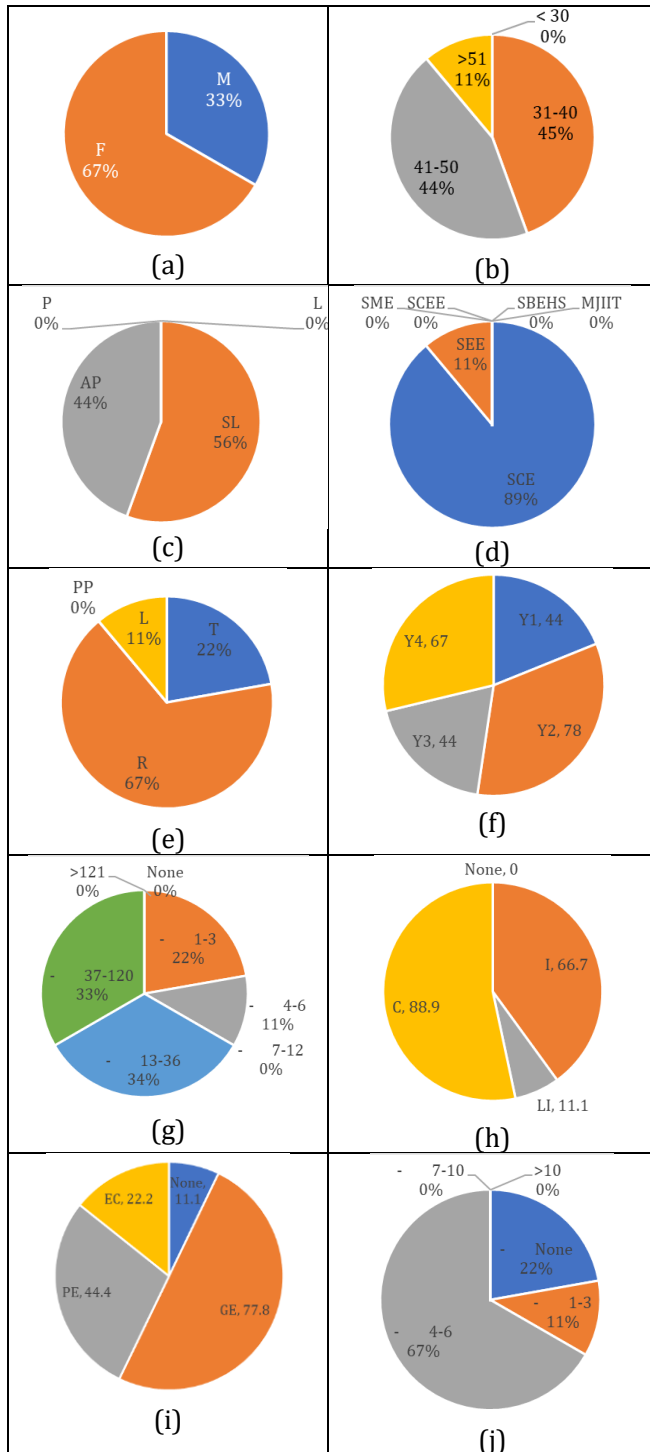 M
33%
F
67%
(a)
< 30
0%
>51
11%
31-40
45%
41-50
44%
(b)
P
0%
L
0%
AP
44%
SL
56%
(c)
SME
0%
SCEE
0%
SBEHS
0%
MJIIT
0%
SEE
11%
SCE
89%
(d)
PP
0%
L
11%
T
22%
R
67%
(e)
Y4, 67
Y1, 44
Y3, 44
Y2, 78
(f)
>121
0%
None
0%
- 1-3
22%
- 37-120
33%
- 4-6
11%
- 7-12
0%
- 13-36
34%
(g)
None, 0
I, 66.7
C, 88.9
LI, 11.1
(h)
EC, 22.2
None,
11.1
PE, 44.4
GE, 77.8
(i)
- 7-10
0%
>10
0%
- None
22%
- 1-3
11%
- 4-6
67%
(j)